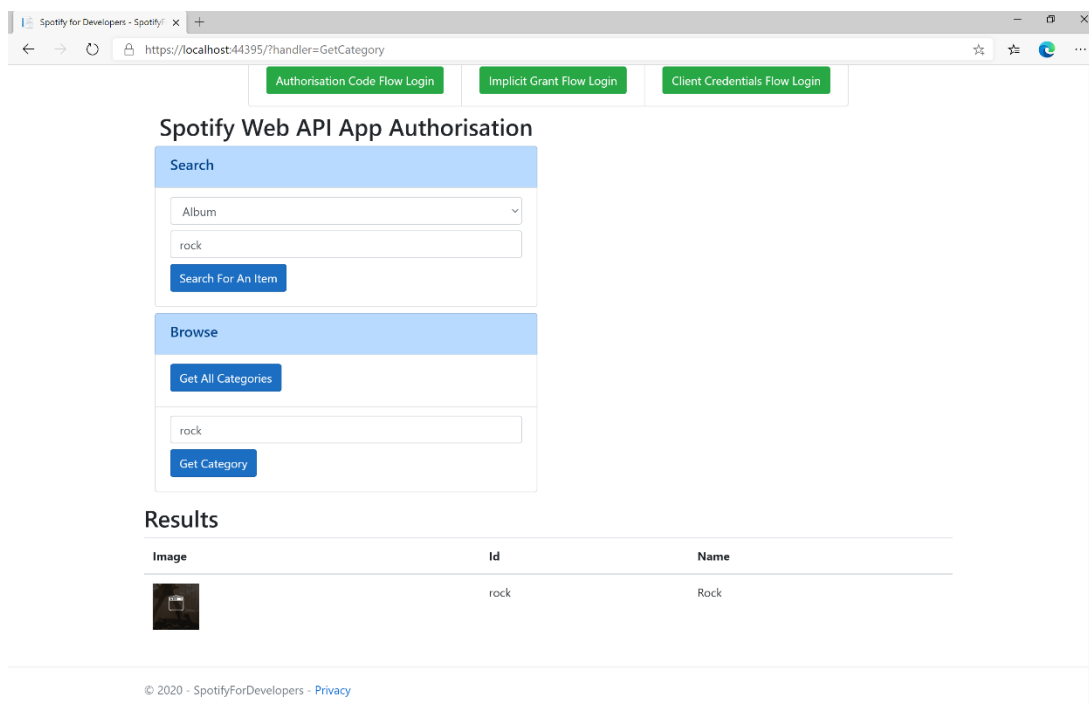 Spotify for Developers - Spotify
https://localhost:44395/?handler=GetCategory
Authorisation Code Flow Login Implicit Grant Flow Login Client Credentials Flow Login
Spotify Web API App Authorisation
Search
Album
rock
Search For An Item
Browse
Get All Categories
rock
Get Category
Results
Image Id Name
rock Rock
© 2020 - SpotifyForDevelopers - Privacy